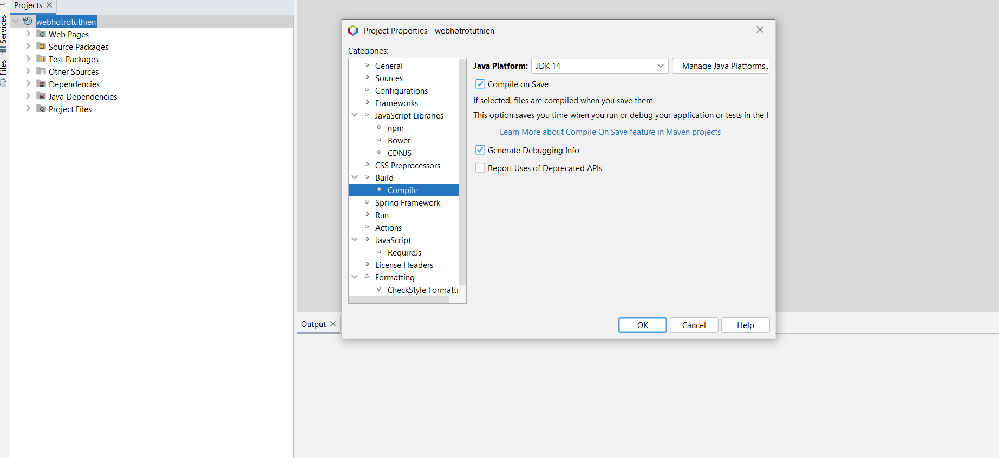 Projects
Services
Files
webhotrotuthien
Web Pages
Source Packages
Test Packages
Other Sources
Dependencies
Java Dependencies
Project Files
Project Properties - webhotrotuthien
Categories:
General
Sources
Configurations
Frameworks
JavaScript Libraries
npm
Bower
CDNJS
CSS Preprocessors
Build
Compile
Spring Framework
Run
Actions
JavaScript
RequireJs
License Headers
Formatting
CheckStyle Formatti
Java Platform: JDK 14 Manage Java Platforms...
Compile on Save
If selected, files are compiled when you save them.
This option saves you time when you run or debug your application or tests in the I
Learn More about Compile On Save feature in Maven projects
Generate Debugging Info
Report Uses of Deprecated APIs
OK Cancel Help
Output